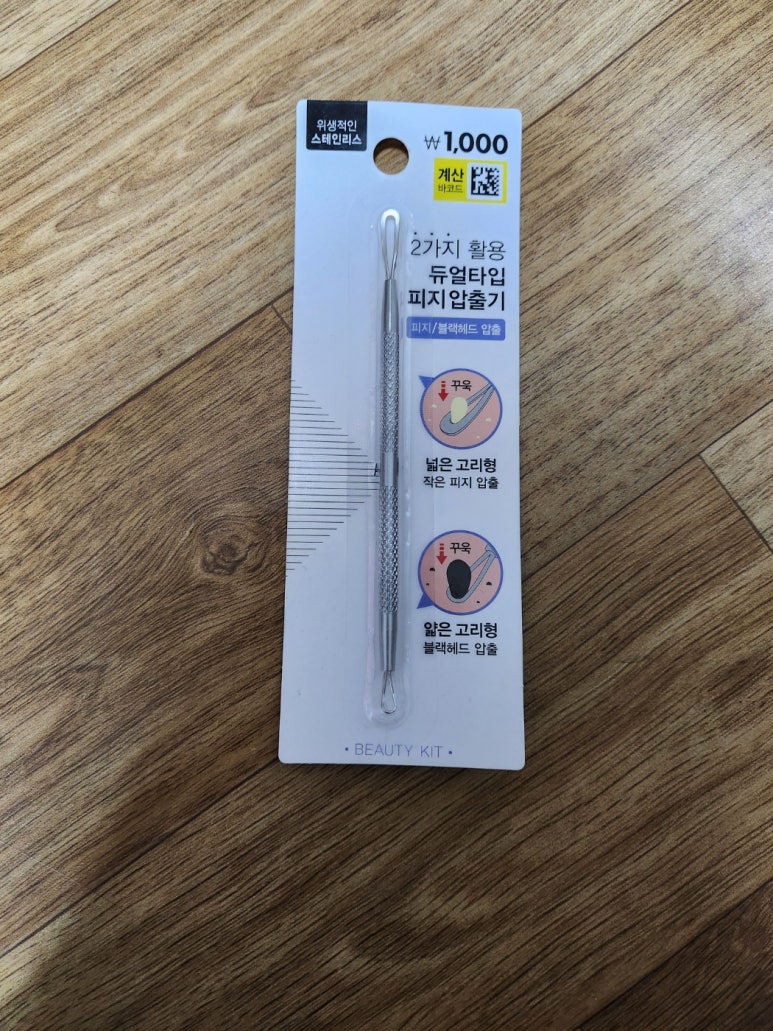 위생적인
스테인리스
₩1,000
계산
바코드
2가지 활용
듀얼타입
피지압출기
피지/블랙헤드 압출
꾸욱
넓은 고리형
작은 피지 압출
꾸욱
얇은 고리형
블랙헤드 압출
• BEAUTY KIT •